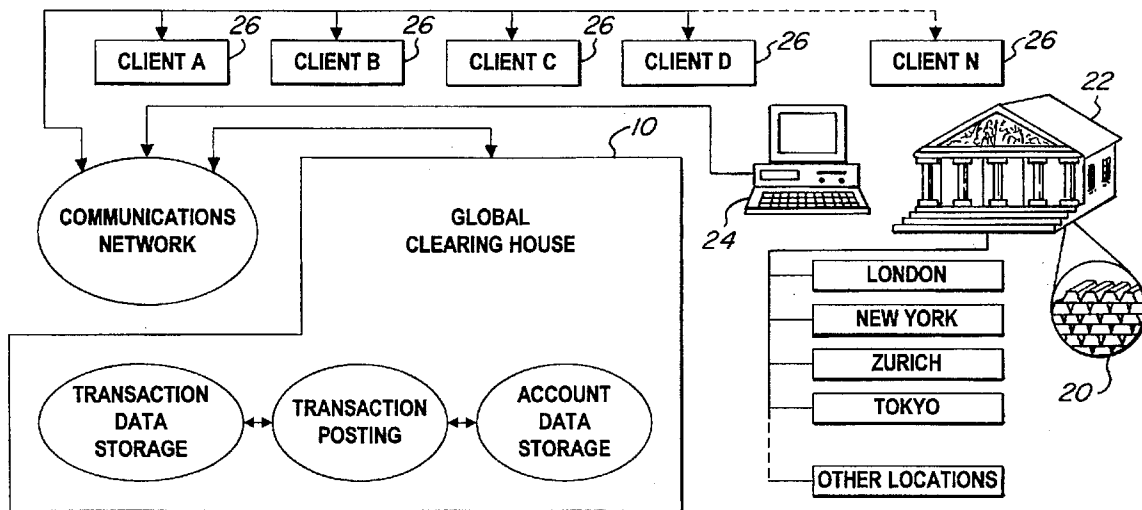 26
26
26
26
26
CLIENT A
CLIENT B
CLIENT C
CLIENT D
CLIENT N
22
10
COMMUNICATIONS
NETWORK
GLOBAL
CLEARING HOUSE
24
LONDON
NEW YORK
ZURICH
TOKYO
OTHER LOCATIONS
20
TRANSACTION
DATA
STORAGE
TRANSACTION
POSTING
ACCOUNT
DATA
STORAGE